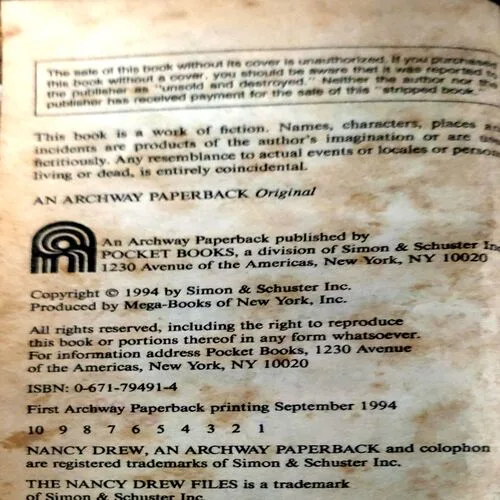 The sale of this book without its cover is unauthorized. If you purchased
this book without a cover, you should be aware that it was reported to
the publisher as "unsold and destroyed." Neither the author nor the
publisher has received payment for the sale of this "stripped book."
This book is a work of fiction. Names, characters, places a
incidents are products of the author's imagination or are use
fictitiously. Any resemblance to actual events or locales or person
living or dead, is entirely coincidental.
AN ARCHWAY PAPERBACK Original
An Archway Paperback published by
POCKET BOOKS, a division of Simon & Schuster Inc
1230 Avenue of the Americas, New York, NY 10020
Copyright © 1994 by Simon & Schuster Inc.
Produced by Mega-Books of New York, Inc.
All rights reserved, including the right to reproduce
this book or portions thereof in any form whatsoever.
For information address Pocket Books, 1230 Avenue
of the Americas, New York, NY 10020
ISBN: 0-671-79491-4
First Archway Paperback printing September 1994
10 9 8 7 6 5 4 3 2 1
NANCY DREW, AN ARCHWAY PAPERBACK and colophon
are registered trademarks of Simon & Schuster Inc.
THE NANCY DREW FILES is a trademark
of Simon & Schuster Inc.